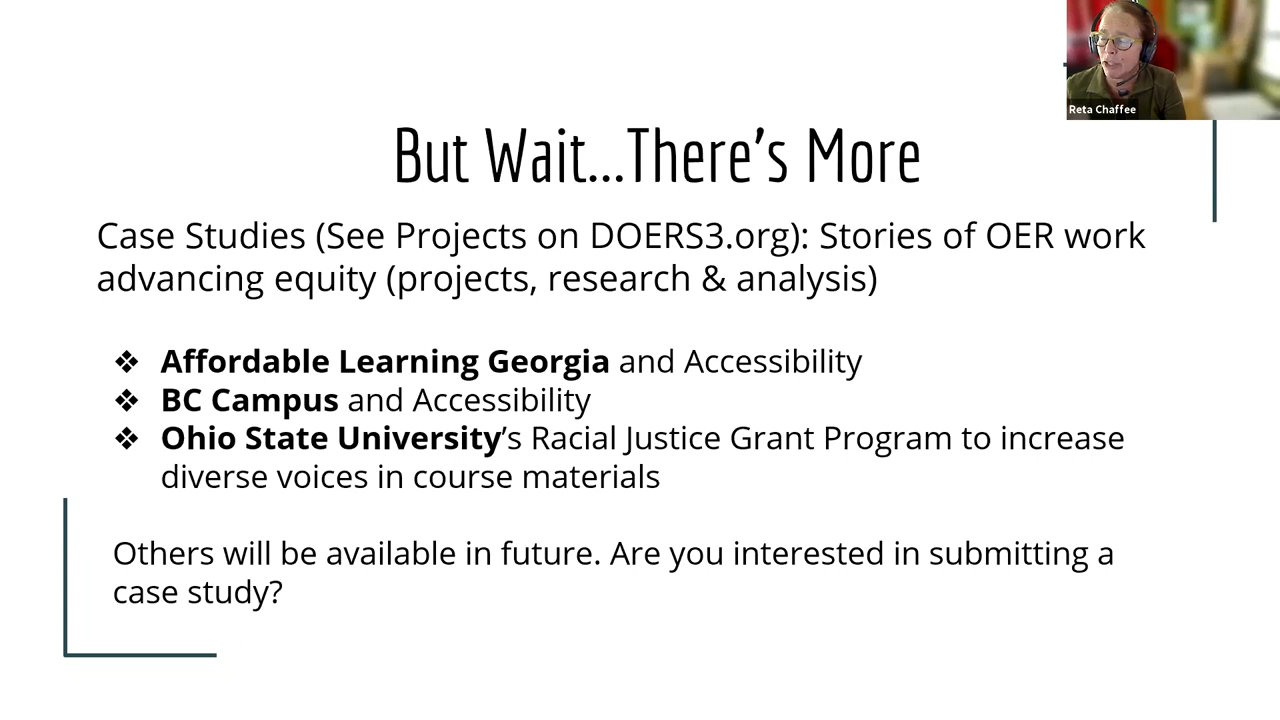 Reta Chaffee
But Wait...There's More
Case Studies (See Projects on DOERS3.org): Stories of OER work
advancing equity (projects, research & analysis)
❖ Affordable Learning Georgia and Accessibility
❖ BC Campus and Accessibility
❖ Ohio State University's Racial Justice Grant Program to increase
diverse voices in course materials
Others will be available in future. Are you interested in submitting a
case study?